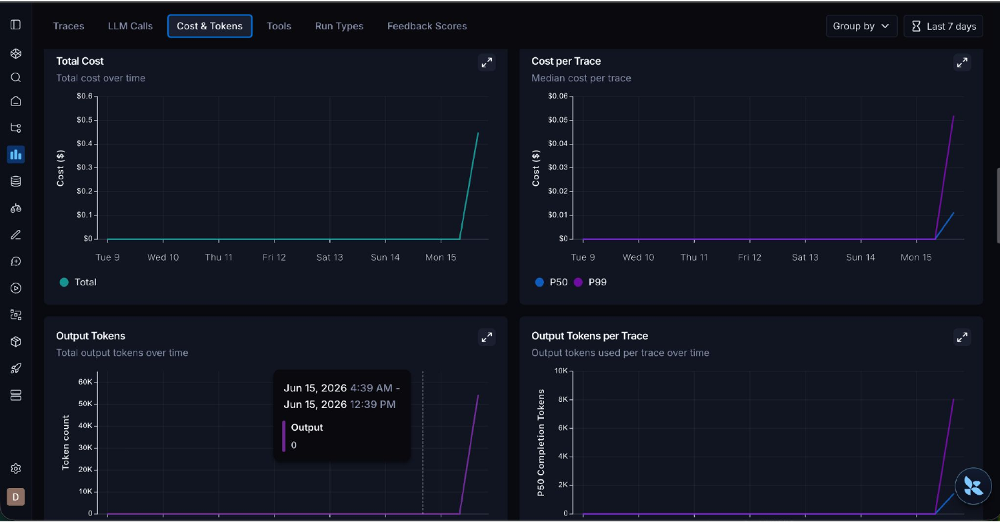 Traces LLM Calls Cost & Tokens Tools Run Types Feedback Scores Group by Last 7 days
Total Cost
Total cost over time
Cost ($)
$0.6
$0.5
$0.4
$0.3
$0.2
$0.1
$0
Tue 9 Wed 10 Thu 11 Fri 12 Sat 13 Sun 14 Mon 15
Total
Cost per Trace
Median cost per trace
Cost ($)
$0.06
$0.05
$0.04
$0.03
$0.02
$0.01
$0
Tue 9 Wed 10 Thu 11 Fri 12 Sat 13 Sun 14 Mon 15
P50 P99
Output Tokens
Total output tokens over time
Token count
60K
50K
40K
30K
20K
10K
0
Jun 15, 2026 4:39 AM -
Jun 15, 2026 12:39 PM
Output
0
Output Tokens per Trace
Output tokens used per trace over time
P50 Completion Tokens
10K
8K
6K
4K
2K
0
D